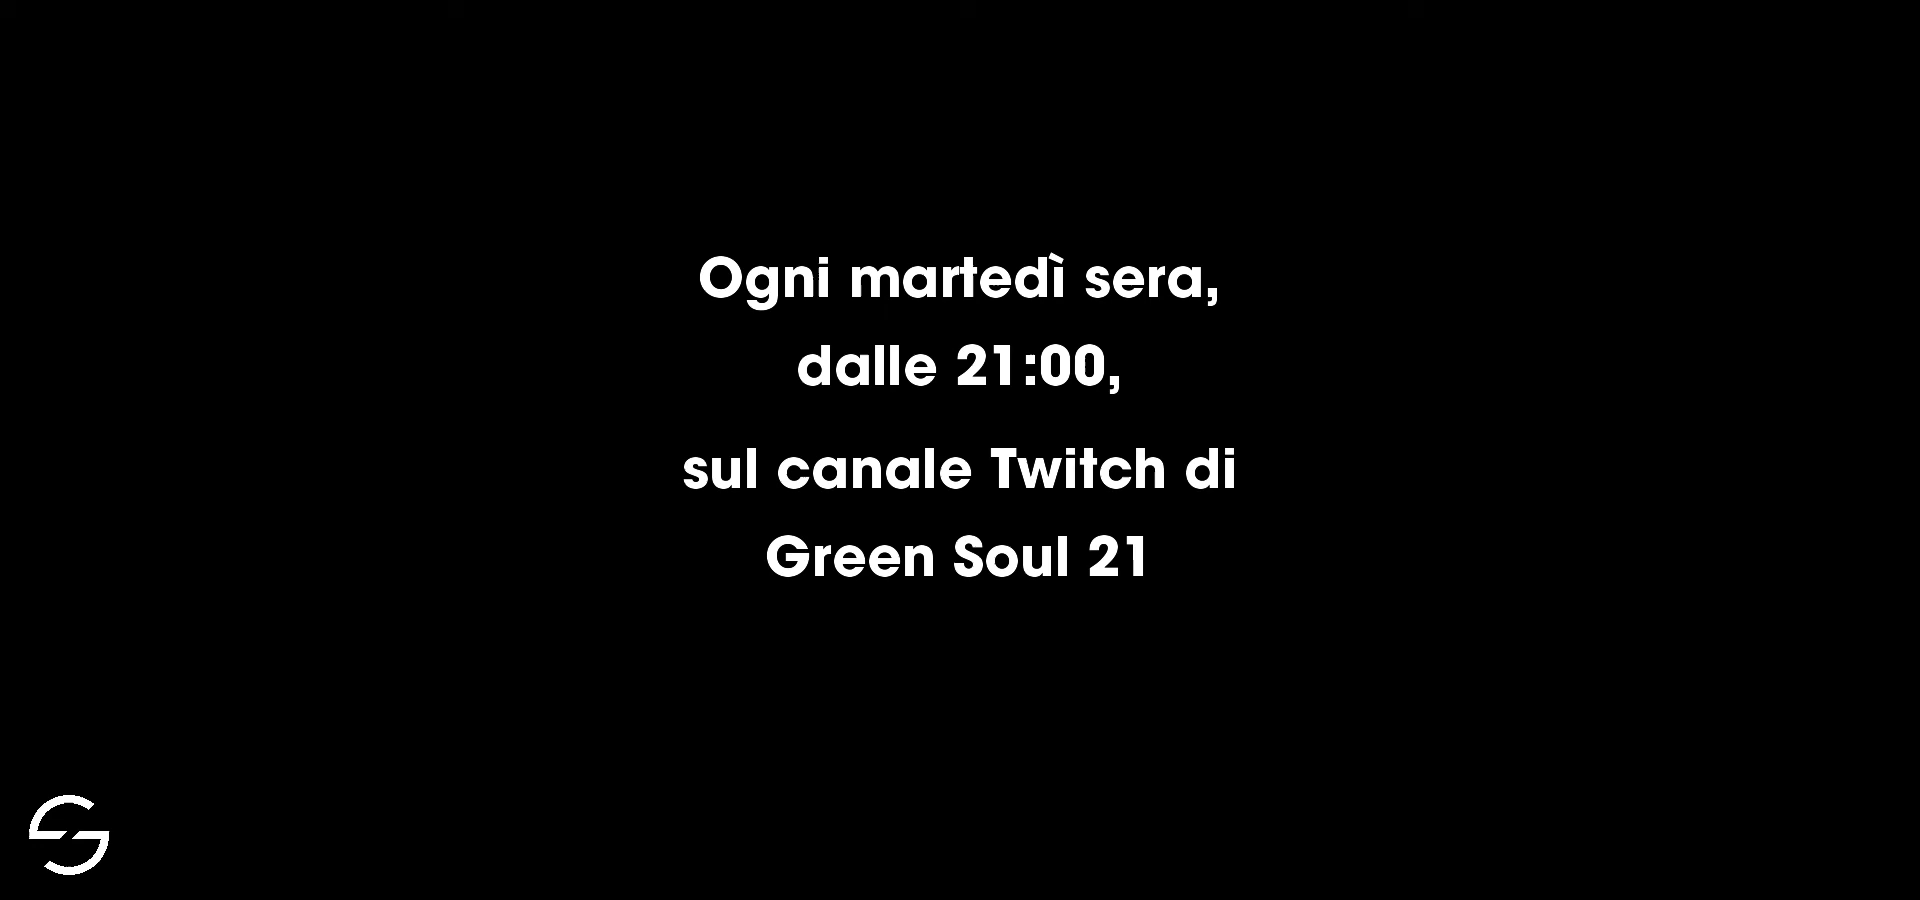 Ogni martedì sera,
dalle 21:00,
sul canale Twitch di
Green Soul 21